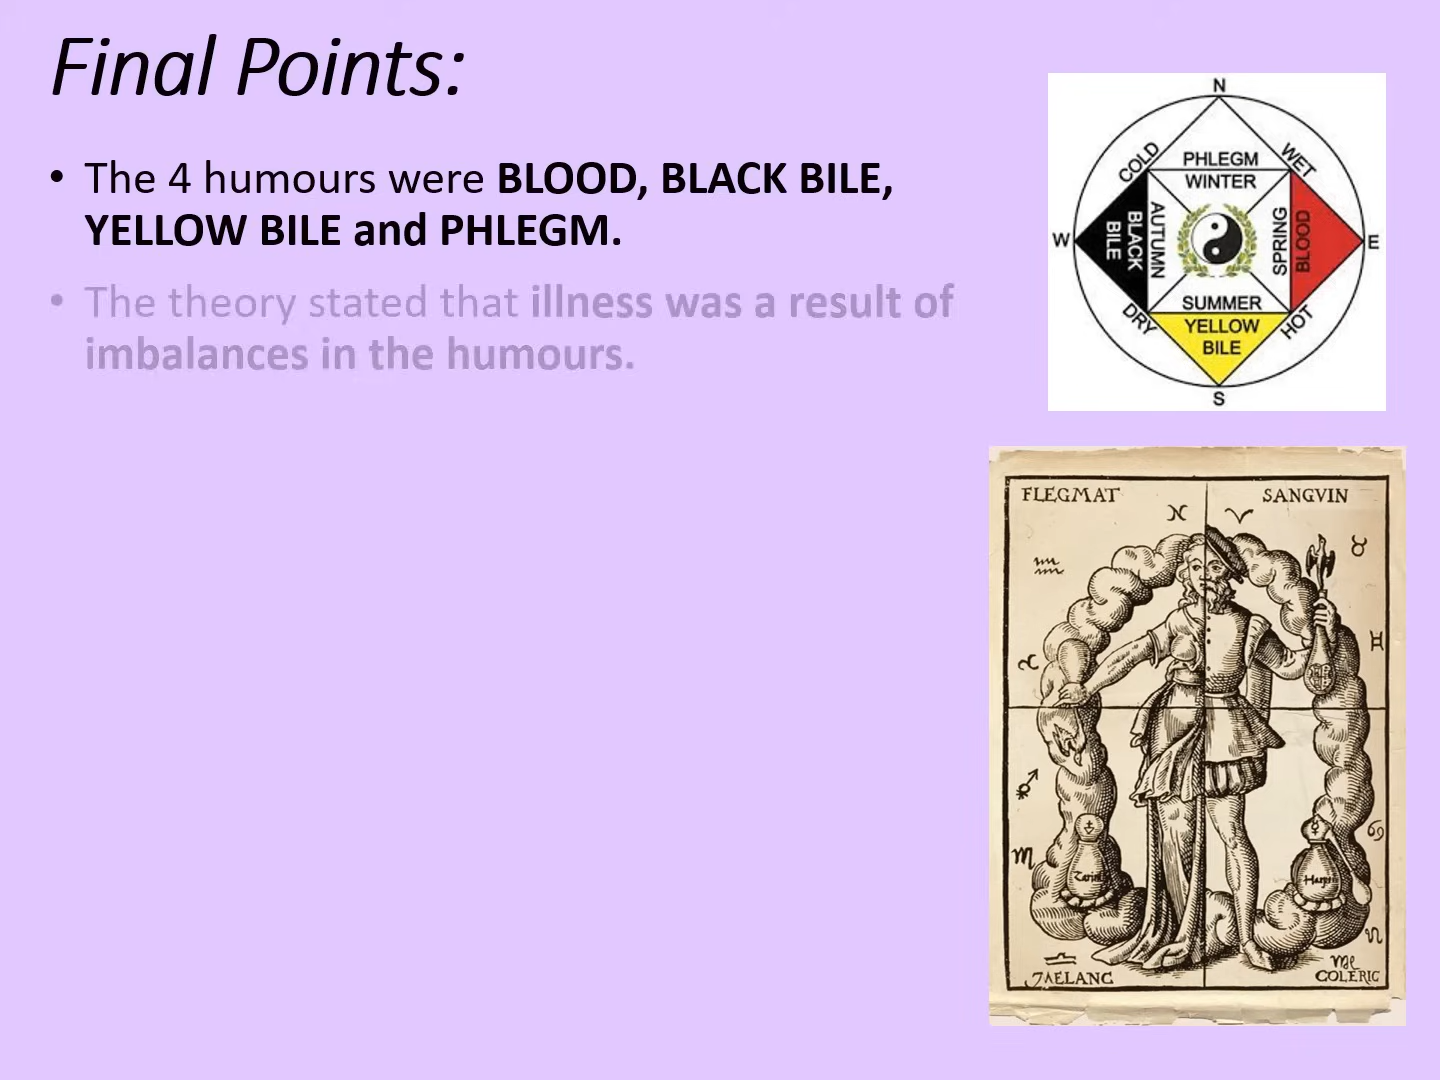 Final Points:
• The 4 humours were BLOOD, BLACK BILE,
YELLOW BILE and PHLEGM.
• The theory stated that illness was a result of
imbalances in the humours.
N
COLD
WET
PHLEGM
WINTER
W
BLACK
BILE
AUTUMN
SPRING
BLOOD
E
SUMMER
YELLOW
BILE
DRY
HOT
S
FLEGMAT
SANGVIN
COLERIC